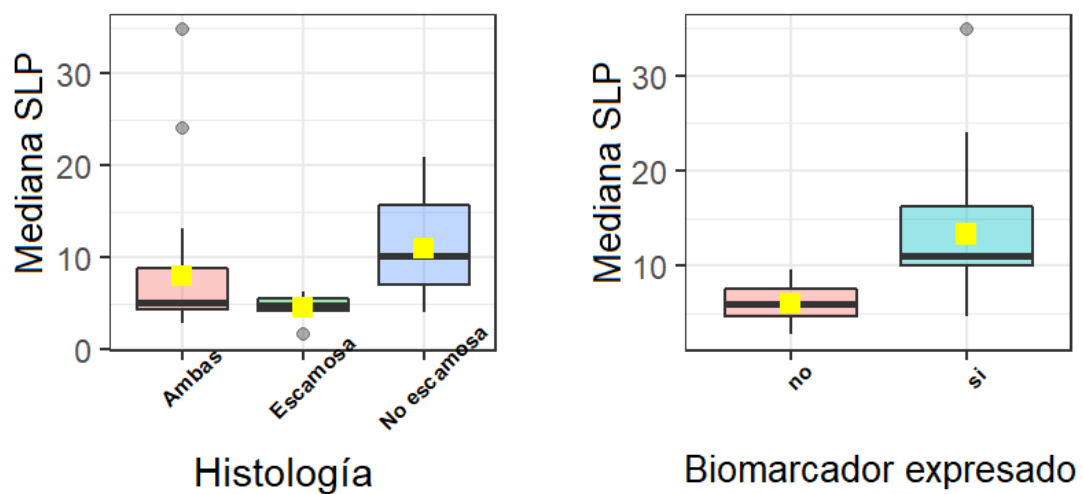 Mediana SLP
30
20
10
0
Ambas
Escamosa
No escamosa
Histología
Mediana SLP
30
20
10
no
si
Biomarcador expresado